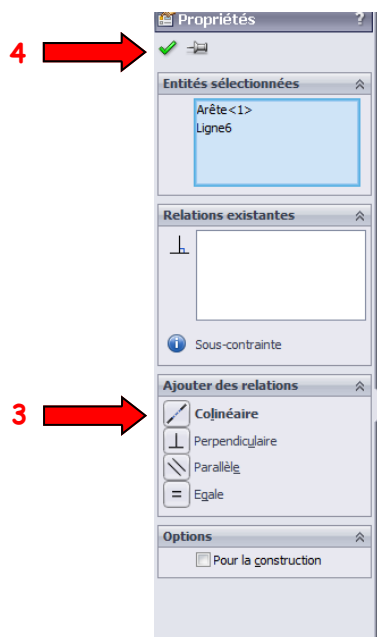 Propriétés ?
4
Entités sélectionnées
Arête<1>
Ligne6
Relations existantes
Sous-contrainte
Ajouter des relations
3
Colinéaire
Perpendiculaire
Parallèle
Egale
Options
Pour la construction